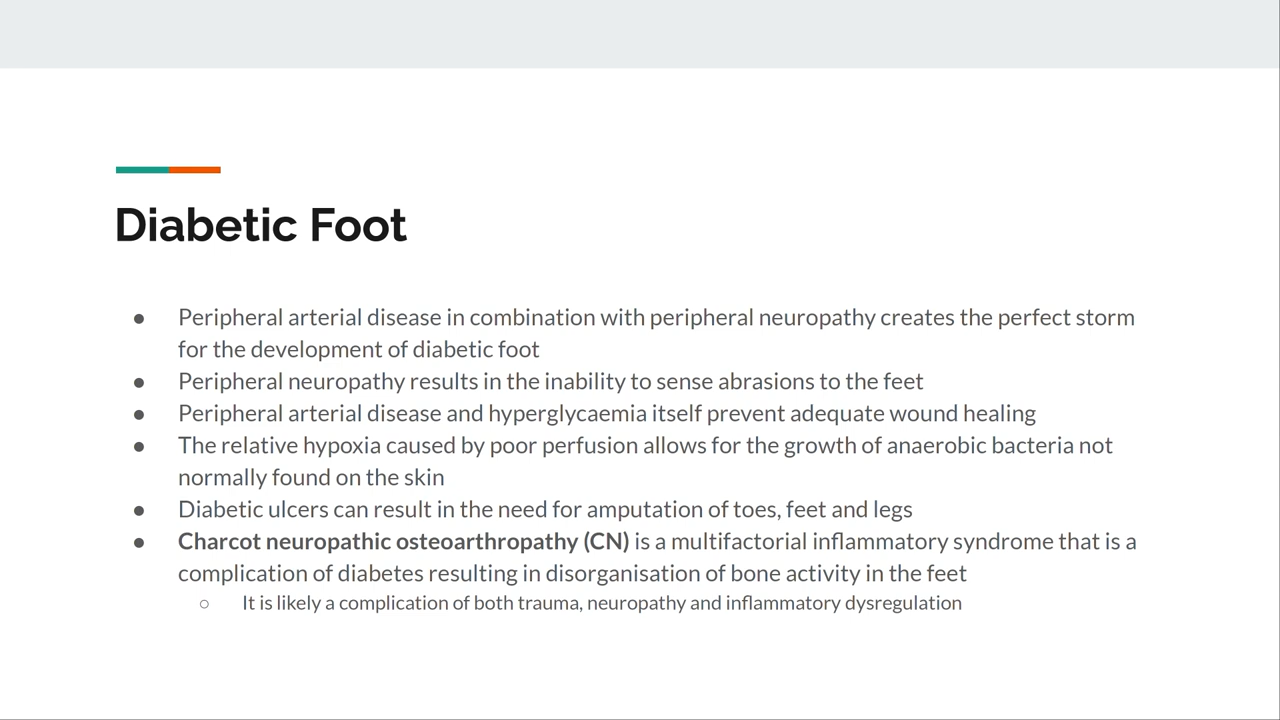 Diabetic Foot
● Peripheral arterial disease in combination with peripheral neuropathy creates the perfect storm
for the development of diabetic foot
● Peripheral neuropathy results in the inability to sense abrasions to the feet
● Peripheral arterial disease and hyperglycaemia itself prevent adequate wound healing
● The relative hypoxia caused by poor perfusion allows for the growth of anaerobic bacteria not
normally found on the skin
● Diabetic ulcers can result in the need for amputation of toes, feet and legs
● Charcot neuropathic osteoarthropathy (CN) is a multifactorial inflammatory syndrome that is a
complication of diabetes resulting in disorganisation of bone activity in the feet
○ It is likely a complication of both trauma, neuropathy and inflammatory dysregulation